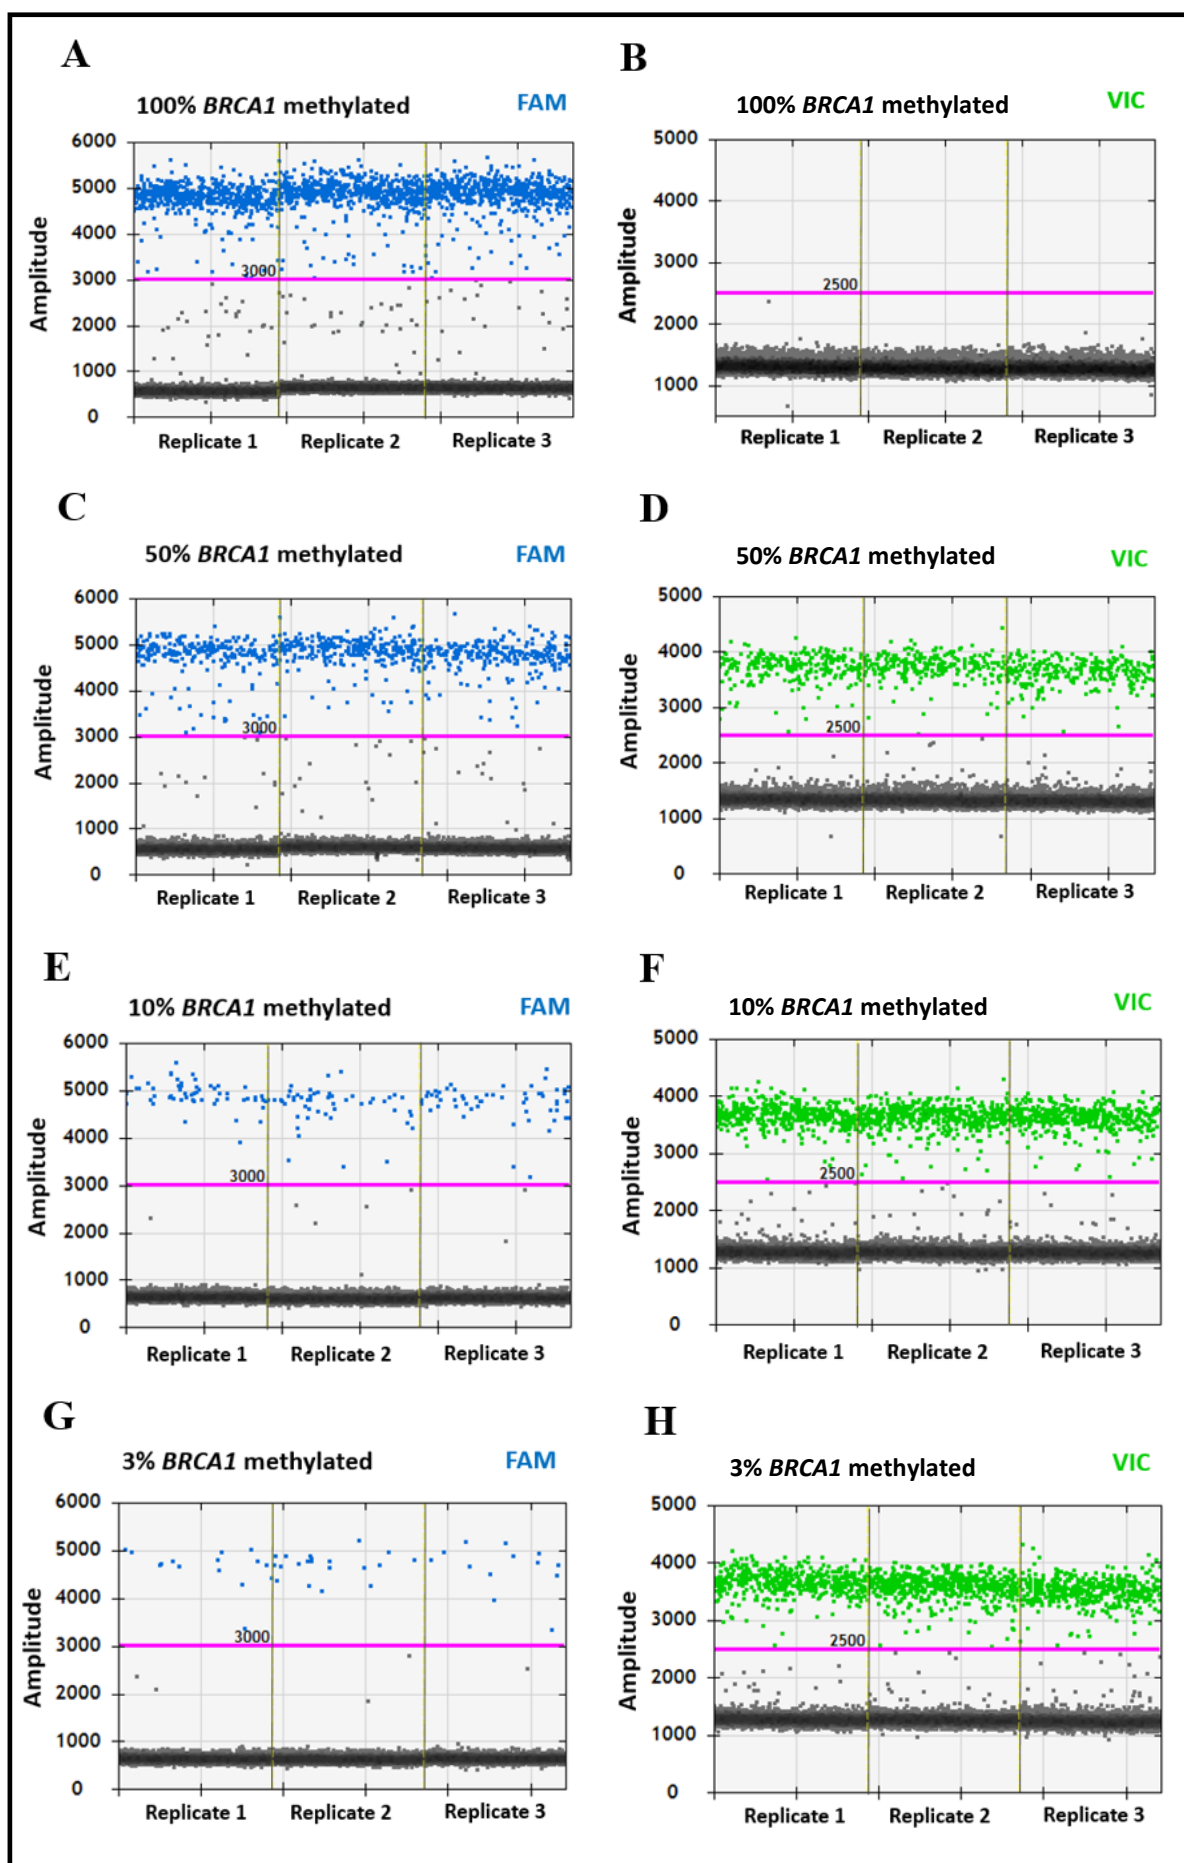 A
B
100% BRCA1 methylated FAM
100% BRCA1 methylated VIC
Amplitude
6000
5000
4000
3000
2000
1000
0
3000
Replicate 1 Replicate 2 Replicate 3
Amplitude
5000
4000
3000
2000
1000
2500
Replicate 1 Replicate 2 Replicate 3
C
D
50% BRCA1 methylated FAM
50% BRCA1 methylated VIC
Amplitude
6000
5000
4000
3000
2000
1000
0
3000
Replicate 1 Replicate 2 Replicate 3
Amplitude
5000
4000
3000
2000
1000
0
2500
Replicate 1 Replicate 2 Replicate 3
E
F
10% BRCA1 methylated FAM
10% BRCA1 methylated VIC
Amplitude
6000
5000
4000
3000
2000
1000
0
3000
Replicate 1 Replicate 2 Replicate 3
Amplitude
5000
4000
3000
2000
1000
0
2500
Replicate 1 Replicate 2 Replicate 3
G
H
3% BRCA1 methylated FAM
3% BRCA1 methylated VIC
Amplitude
6000
5000
4000
3000
2000
1000
0
3000
Replicate 1 Replicate 2 Replicate 3
Amplitude
5000
4000
3000
2000
1000
0
2500
Replicate 1 Replicate 2 Replicate 3